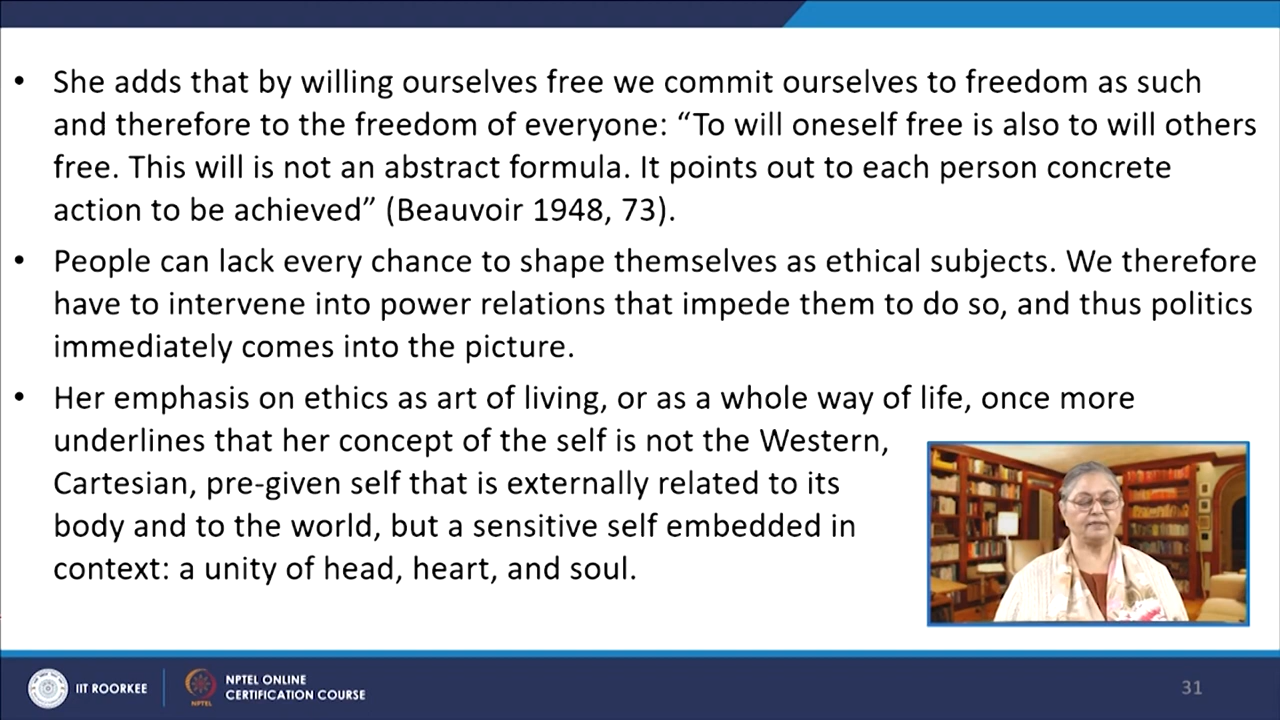 • She adds that by willing ourselves free we commit ourselves to freedom as such
and therefore to the freedom of everyone: “To will oneself free is also to will others
free. This will is not an abstract formula. It points out to each person concrete
action to be achieved” (Beauvoir 1948, 73).
• People can lack every chance to shape themselves as ethical subjects. We therefore
have to intervene into power relations that impede them to do so, and thus politics
immediately comes into the picture.
• Her emphasis on ethics as art of living, or as a whole way of life, once more
underlines that her concept of the self is not the Western,
Cartesian, pre-given self that is externally related to its
body and to the world, but a sensitive self embedded in
context: a unity of head, heart, and soul.
IIT ROORKEE
NPTEL
NPTEL ONLINE
CERTIFICATION COURSE
31